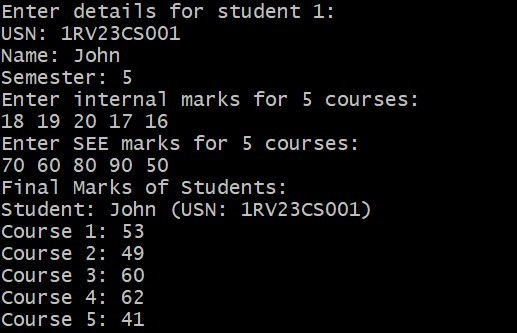 Enter details for student 1:
USN: 1RV23CS001
Name: John
Semester: 5
Enter internal marks for 5 courses:
18 19 20 17 16
Enter SEE marks for 5 courses:
70 60 80 90 50
Final Marks of Students:
Student: John (USN: 1RV23CS001)
Course 1: 53
Course 2: 49
Course 3: 60
Course 4: 62
Course 5: 41